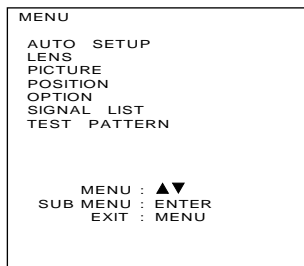 MENU
AUTO SETUP
LENS
PICTURE
POSITION
OPTION
SIGNAL LIST
TEST PATTERN
MENU : ▲▼
SUB MENU : ENTER
EXIT : MENU